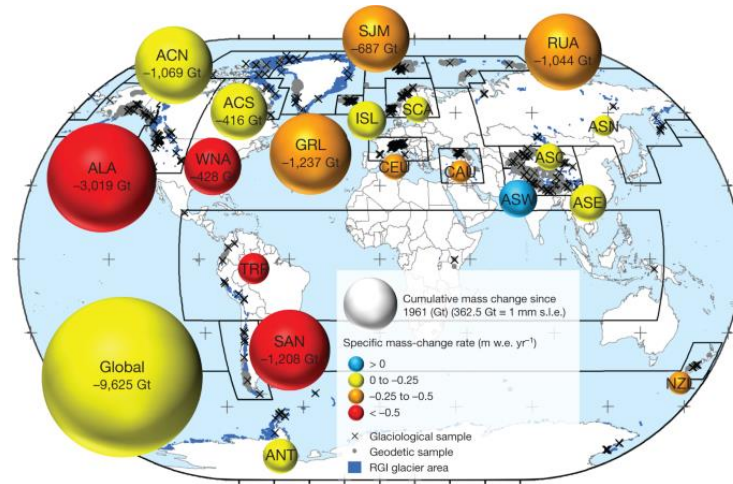 ACN
−1,069 Gt
SJM
−687 Gt
RUA
−1,044 Gt
ACS
−416 Gt
ISL
SCA
ASN
ALA
−3,019 Gt
WNA
−428 Gt
GRL
−1,237 Gt
CEU
CAU
ASC
ASW
ASE
TRP
Global
−9,625 Gt
SAN
−1,208 Gt
ANT
NZL
Cumulative mass change since
1961 (Gt) (362.5 Gt = 1 mm s.l.e.)
Specific mass-change rate (m w.e. yr⁻¹)
> 0
0 to −0.25
−0.25 to −0.5
< −0.5
Glaciological sample
Geodetic sample
RGI glacier area